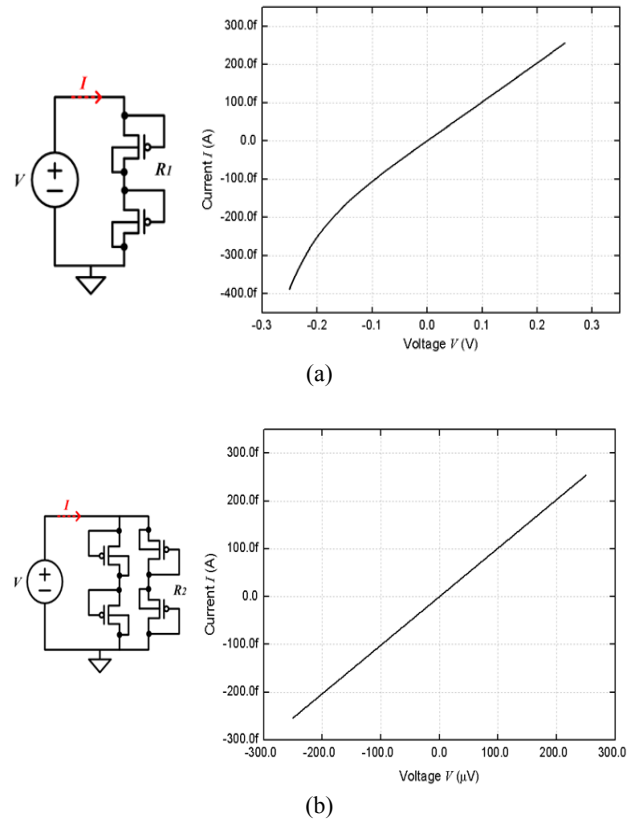 I
V
+
−
R1
300.0f
200.0f
100.0f
0.0
-100.0f
-200.0f
-300.0f
-400.0f
Current I (A)
-0.3 -0.2 -0.1 0.0 0.1 0.2 0.3
Voltage V (V)
(a)
I
V
+
−
R2
300.0f
200.0f
100.0f
0.0
-100.0f
-200.0f
-300.0f
Current I (A)
-300.0 -200.0 -100.0 0.0 100.0 200.0 300.0
Voltage V (µV)
(b)